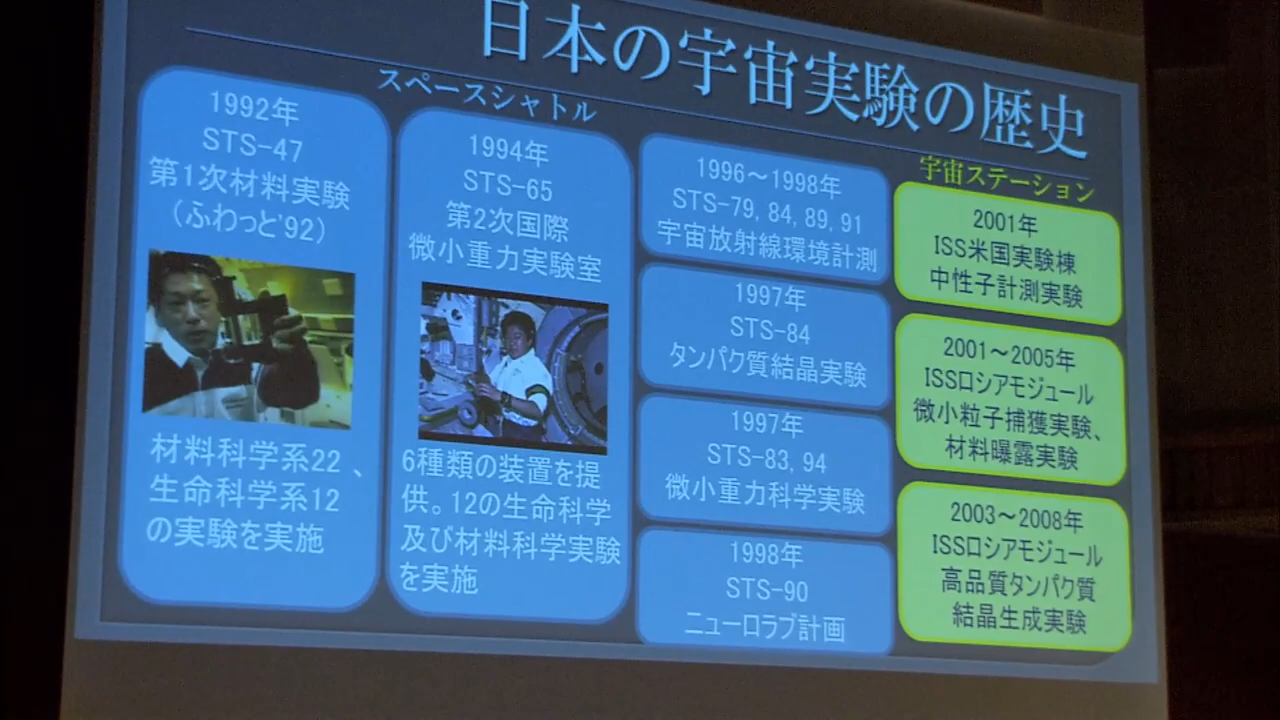 日本の宇宙実験の歴史
スペースシャトル
1992年
STS-47
第1次材料実験
（ふわっと'92）
材料科学系22、
生命科学系12
の実験を実施
1994年
STS-65
第2次国際
微小重力実験室
6種類の装置を提
供。12の生命科学
及び材料科学実験
を実施
1996～1998年
STS-79, 84, 89, 91
宇宙放射線環境計測
1997年
STS-84
タンパク質結晶実験
1997年
STS-83, 94
微小重力科学実験
1998年
STS-90
ニューロラブ計画
宇宙ステーション
2001年
ISS米国実験棟
中性子計測実験
2001～2005年
ISSロシアモジュール
微小粒子捕獲実験、
材料曝露実験
2003～2008年
ISSロシアモジュール
高品質タンパク質
結晶生成実験